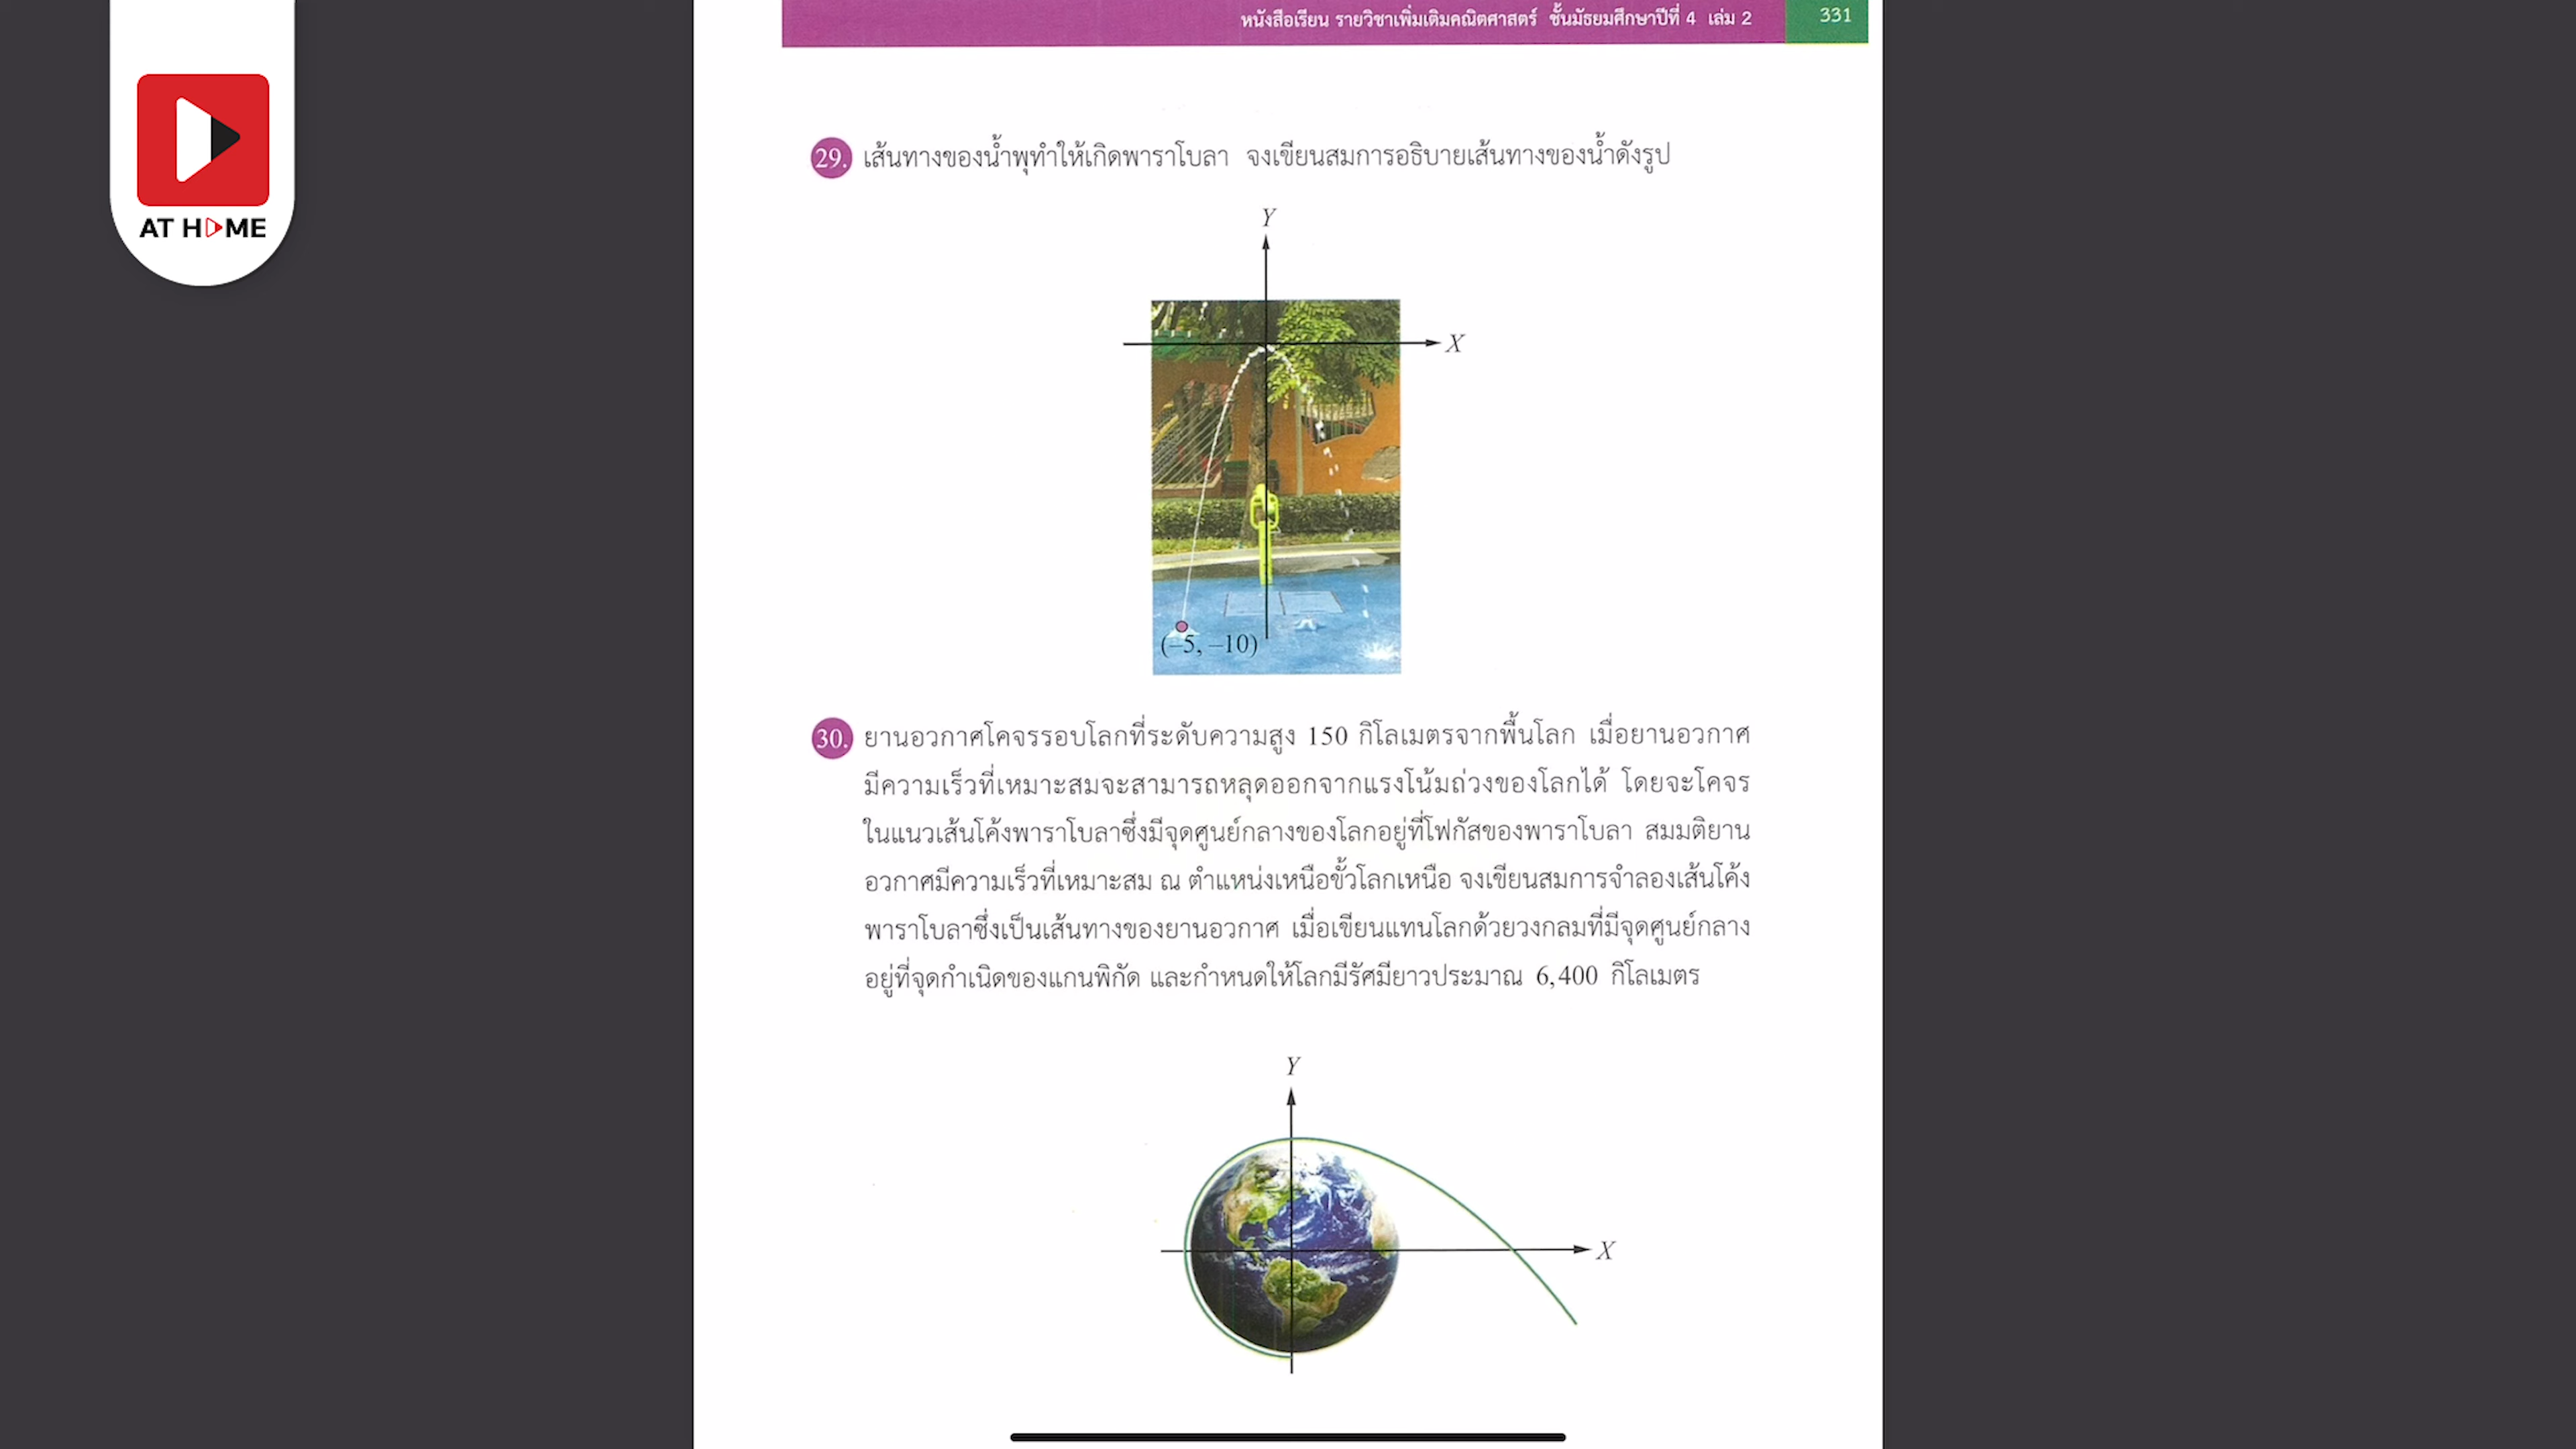 หนังสือเรียน รายวิชาเพิ่มเติมคณิตศาสตร์ ชั้นมัธยมศึกษาปีที่ 4 เล่ม 2 331
AT HOME
29. เส้นทางของน้ำพุทำให้เกิดพาราโบลา จงเขียนสมการอธิบายเส้นทางของน้ำดังรูป
Y
X
(–5, –10)
30. ยานอวกาศโคจรรอบโลกที่ระดับความสูง 150 กิโลเมตรจากพื้นโลก เมื่อยานอวกาศ
มีความเร็วที่เหมาะสมจะสามารถหลุดออกจากแรงโน้มถ่วงของโลกได้ โดยจะโคจร
ในแนวเส้นโค้งพาราโบลาซึ่งมีจุดศูนย์กลางของโลกอยู่ที่โฟกัสของพาราโบลา สมมติยาน
อวกาศมีความเร็วที่เหมาะสม ณ ตำแหน่งเหนือขั้วโลกเหนือ จงเขียนสมการจำลองเส้นโค้ง
พาราโบลาซึ่งเป็นเส้นทางของยานอวกาศ เมื่อเขียนแทนโลกด้วยวงกลมที่มีจุดศูนย์กลาง
อยู่ที่จุดกำเนิดของแกนพิกัด และกำหนดให้โลกมีรัศมียาวประมาณ 6,400 กิโลเมตร
Y
X